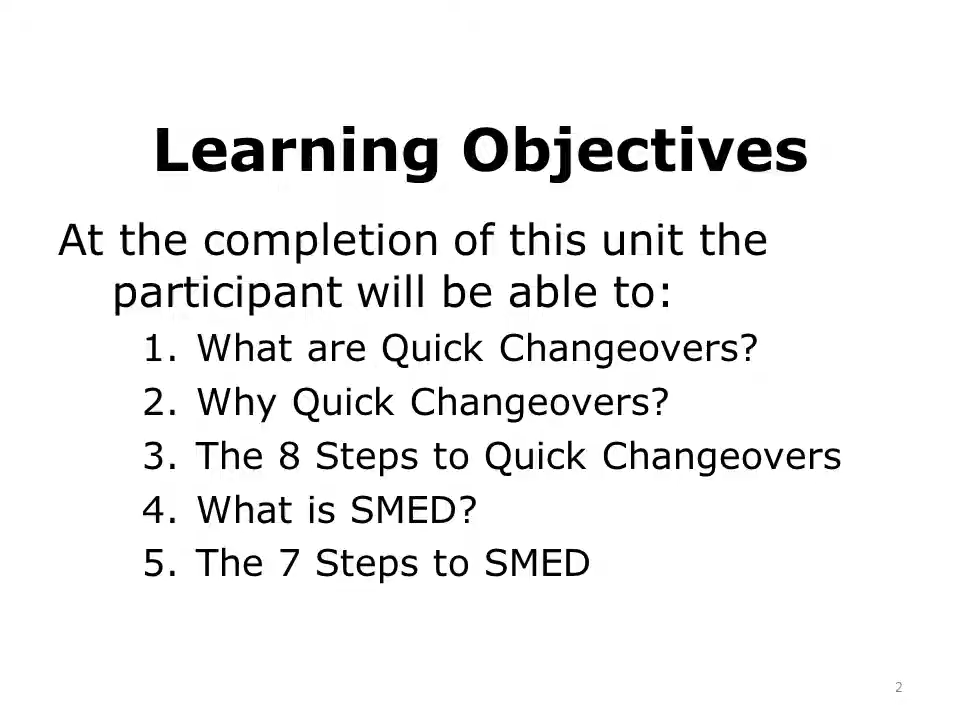 Learning Objectives
At the completion of this unit the
participant will be able to:
1. What are Quick Changeovers?
2. Why Quick Changeovers?
3. The 8 Steps to Quick Changeovers
4. What is SMED?
5. The 7 Steps to SMED
2